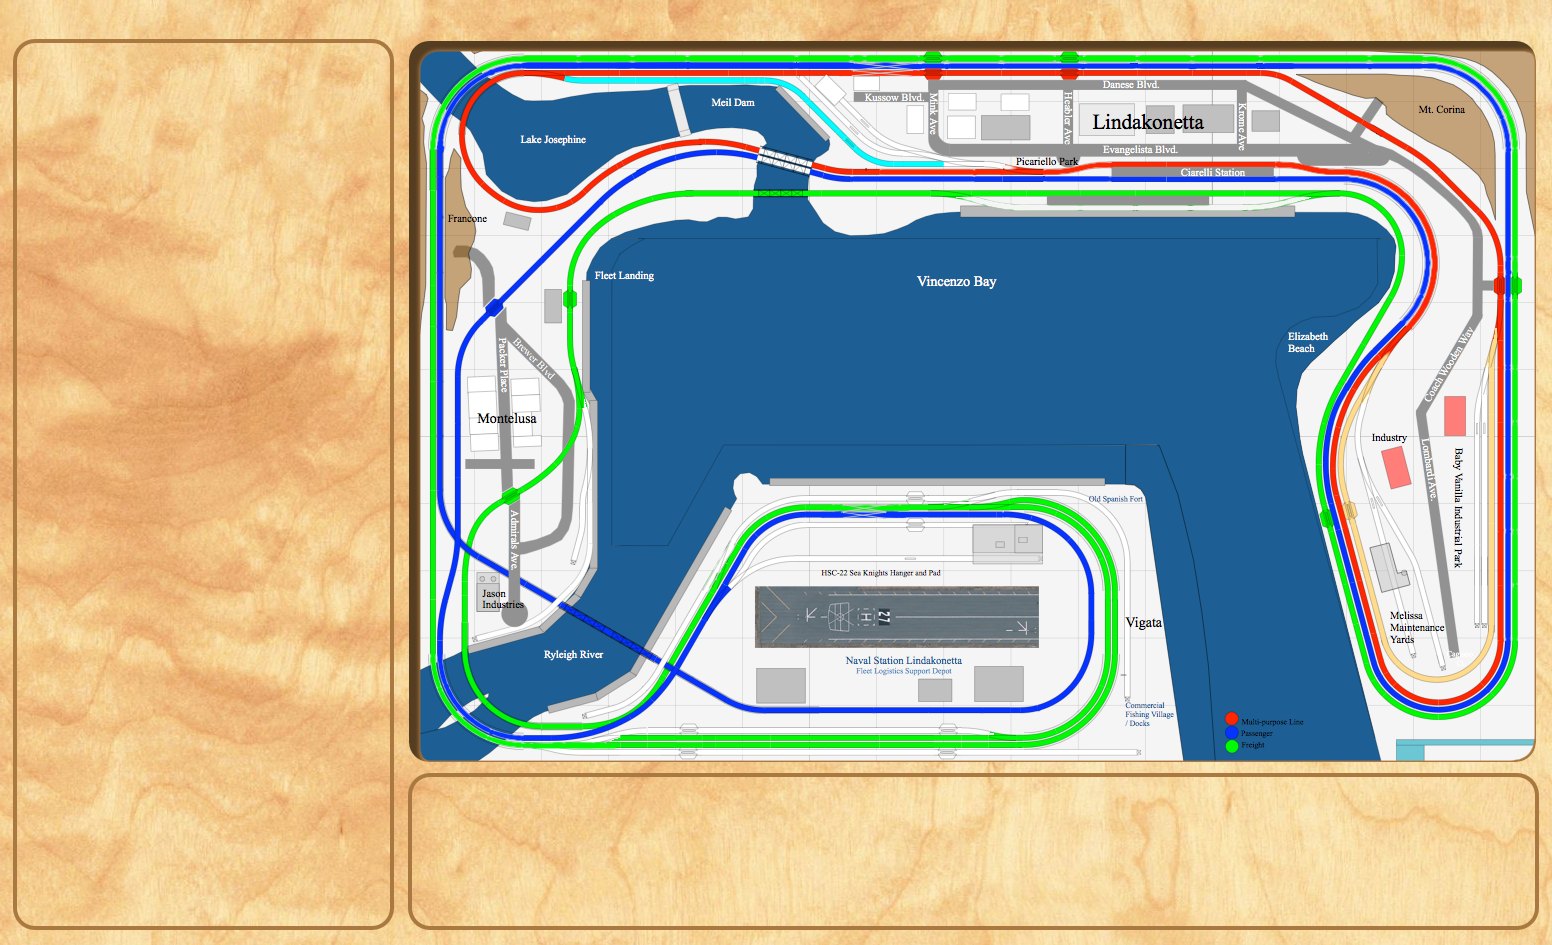 Danese Blvd.
Mt. Corina
Kussow Blvd.
Meil Dam
Mink Ave
Heabler Ave
Krome Ave
Lindakonetta
Lake Josephine
Evangelista Blvd.
Picariello Park
Ciarelli Station
Francone
Fleet Landing
Vincenzo Bay
Elizabeth
Beach
Packer Place
Brewer Blvd
Coach Wooden Way
Montelusa
Industry
Lombardi Ave.
Baby Vanilla Industrial Park
Old Spanish Fort
Admirals Ave.
HSC-22 Sea Knights Hanger and Pad
Jason
Industries
H
27
Melissa
Maintenance
Yards
Vigata
Ryleigh River
Naval Station Lindakonetta
Fleet Logistics Support Depot
Commercial
Fishing Village
/ Docks
Multi-purpose Line
Passenger
Freight